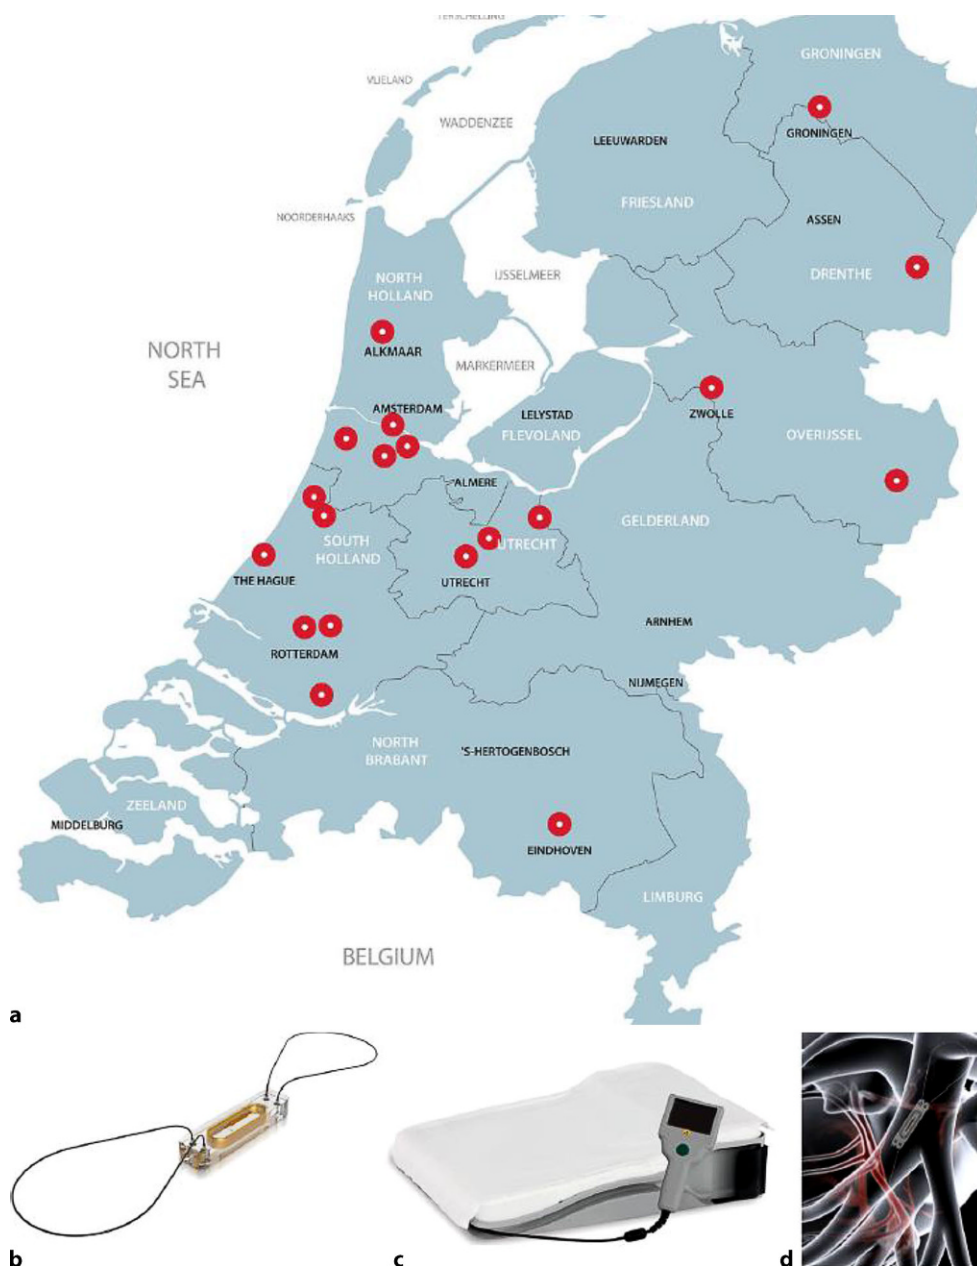 TERSCHELLING
GRONINGEN
VLIELAND
WADDENZEE
GRONINGEN
LEEUWARDEN
FRIESLAND
NOORDERHAAKS
ASSEN
NORTH
HOLLAND
IJSSELMEER
DRENTHE
NORTH
SEA
ALKMAAR
MARKERMEER
AMSTERDAM
LELYSTAD
ZWOLLE
FLEVOLAND
OVERIJSSEL
ALMERE
GELDERLAND
SOUTH
HOLLAND
UTRECHT
THE HAGUE
UTRECHT
ARNHEM
ROTTERDAM
NIJMEGEN
NORTH
BRABANT
'S-HERTOGENBOSCH
ZEELAND
MIDDELBURG
EINDHOVEN
LIMBURG
BELGIUM
a
b
c
d